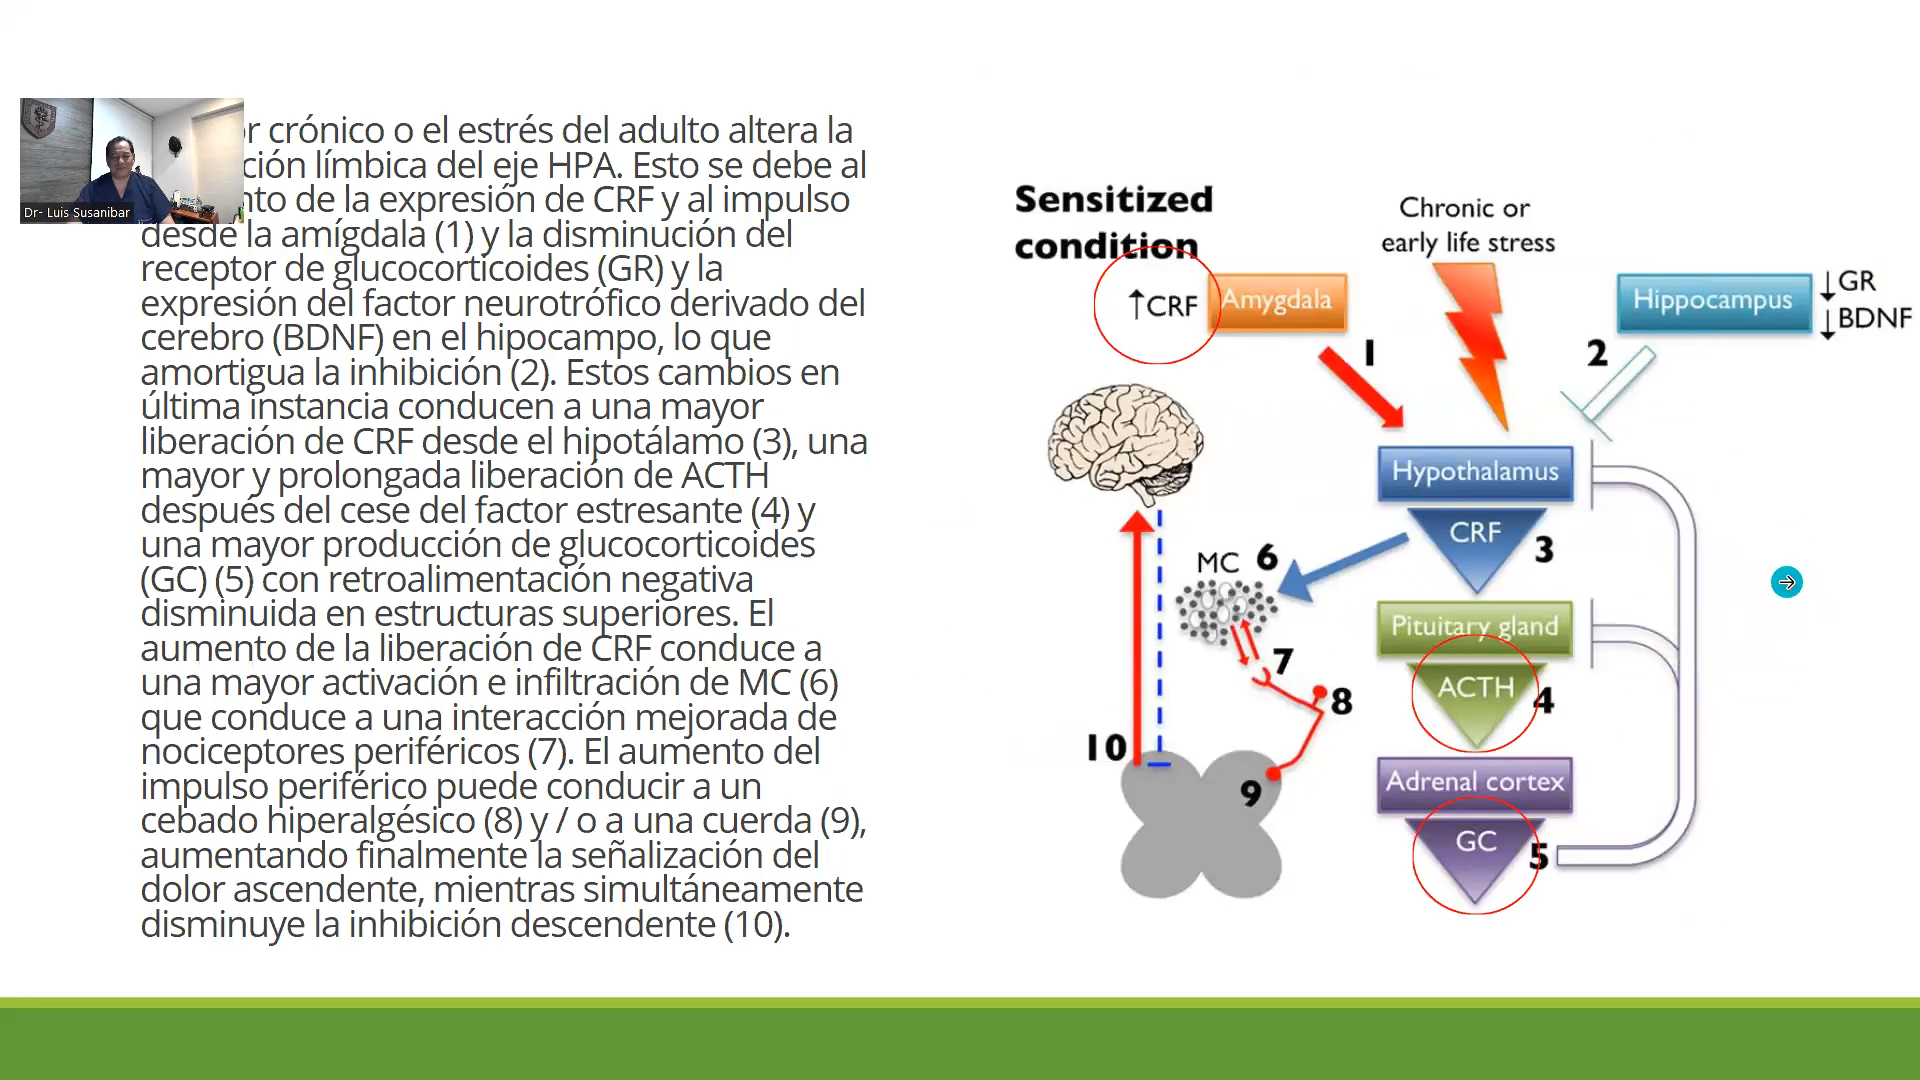 Dr- Luis Susanibar
r crónico o el estrés del adulto altera la
ción límbica del eje HPA. Esto se debe al
nto de la expresión de CRF y al impulso
desde la amígdala (1) y la disminución del
receptor de glucocorticoides (GR) y la
expresión del factor neurotrófico derivado del
cerebro (BDNF) en el hipocampo, lo que
amortigua la inhibición (2). Estos cambios en
última instancia conducen a una mayor
liberación de CRF desde el hipotálamo (3), una
mayor y prolongada liberación de ACTH
después del cese del factor estresante (4) y
una mayor producción de glucocorticoides
(GC) (5) con retroalimentación negativa
disminuida en estructuras superiores. El
aumento de la liberación de CRF conduce a
una mayor activación e infiltración de MC (6)
que conduce a una interacción mejorada de
nociceptores periféricos (7). El aumento del
impulso periférico puede conducir a un
cebado hiperalgésico (8) y / o a una cuerda (9),
aumentando finalmente la señalización del
dolor ascendente, mientras simultáneamente
disminuye la inhibición descendente (10).
Sensitized
condition
Chronic or
early life stress
↑CRF
Amygdala
Hippocampus
↓GR
↓BDNF
1
2
Hypothalamus
CRF
3
MC 6
Pituitary gland
7
ACTH
4
8
10
Adrenal cortex
9
GC
5